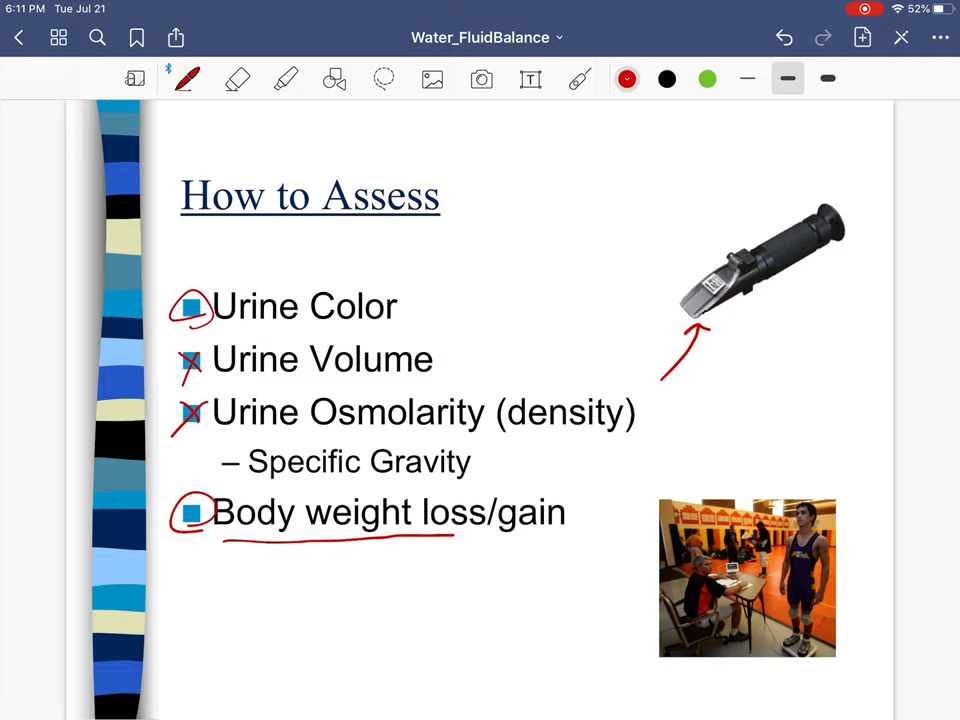 6:11 PM Tue Jul 21
52%
Water_FluidBalance
T
How to Assess
Urine Color
Urine Volume
Urine Osmolarity (density)
– Specific Gravity
Body weight loss/gain